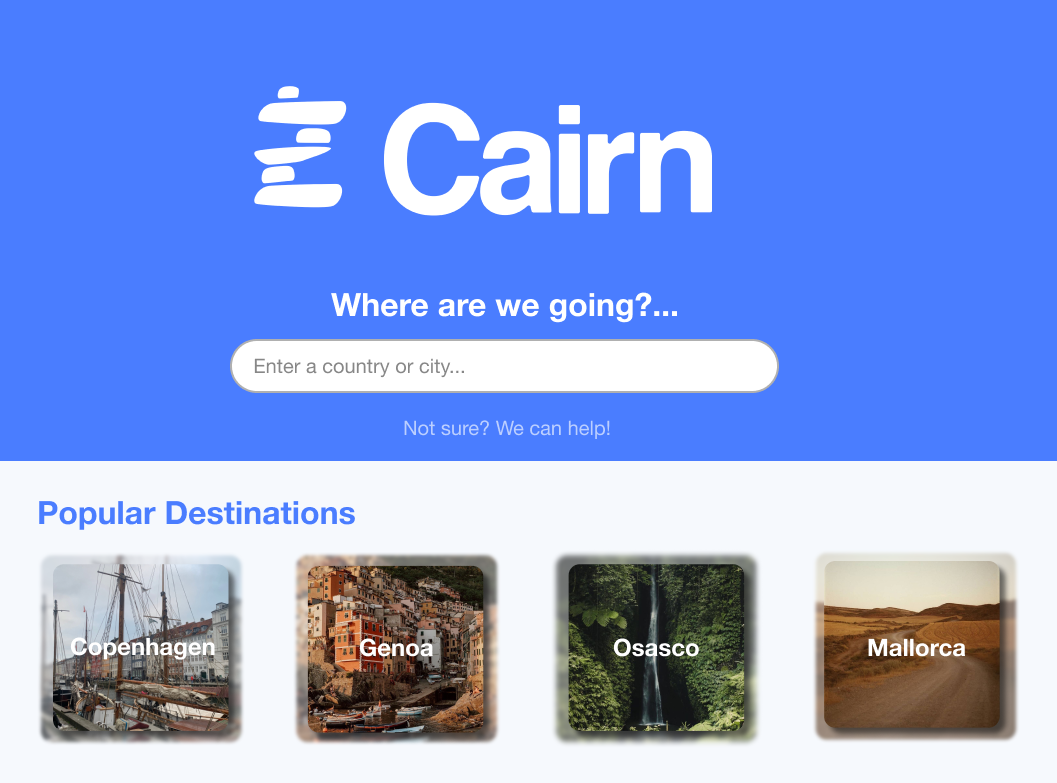 Cairn
Where are we going?...
Enter a country or city...
Not sure? We can help!
Popular Destinations
Copenhagen
Genoa
Osasco
Mallorca